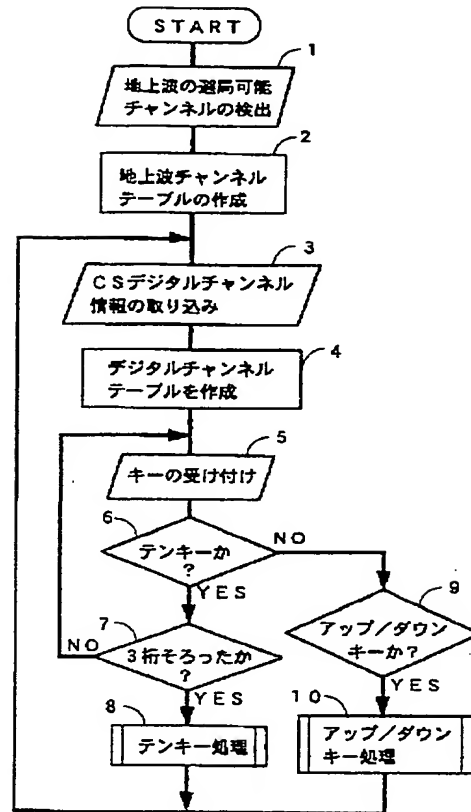 START
1
地上波の選局可能
チャンネルの検出
2
地上波チャンネル
テーブルの作成
3
CSデジタルチャンネル
情報の取り込み
4
デジタルチャンネル
テーブルを作成
5
キーの受け付け
6
テンキーか
?
NO
YES
7
3桁そろったか
?
NO
YES
8
テンキー処理
9
アップ/ダウン
キーか?
YES
10
アップ/ダウン
キー処理